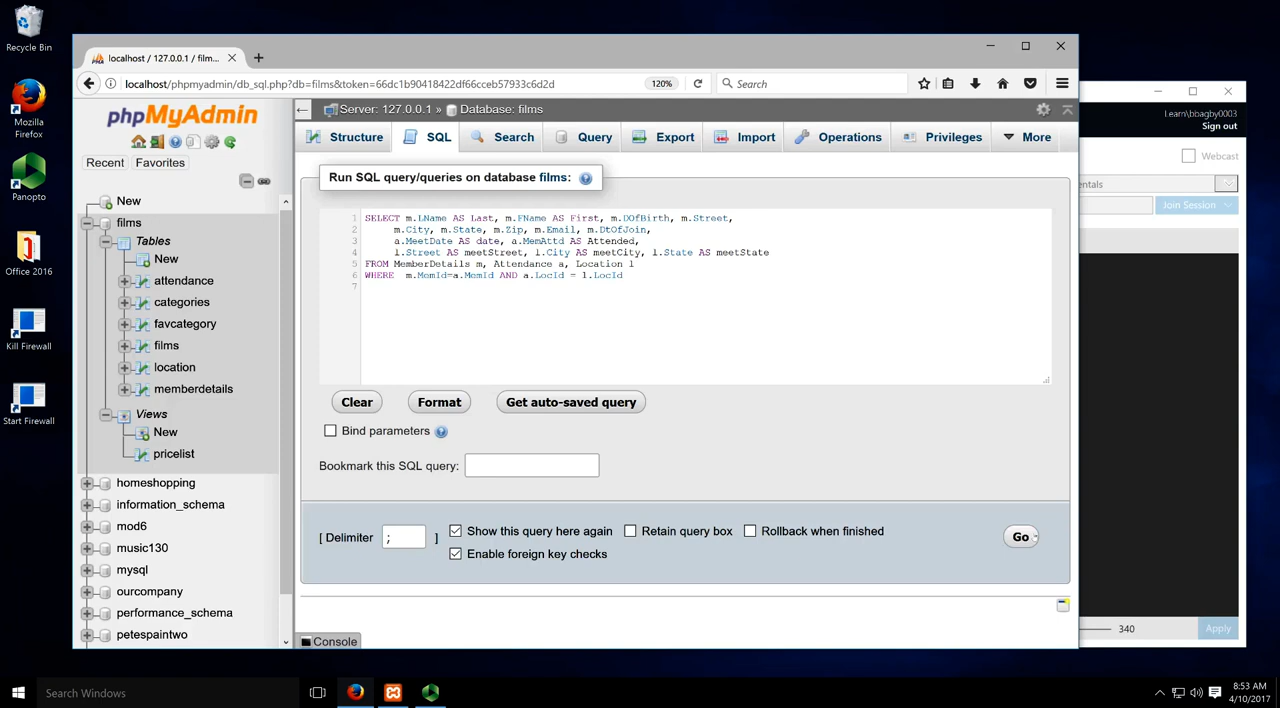 Recycle Bin
Mozilla
Firefox
Panopto
Office 2016
Kill Firewall
Start Firewall
localhost / 127.0.0.1 / film...
localhost/phpmyadmin/db_sql.php?db=films&token=66dc1b90418422df66cceb57933c6d2d
120%
Search
phpMyAdmin
Recent
Favorites
New
films
Tables
New
attendance
categories
favcategory
films
location
memberdetails
Views
New
pricelist
homeshopping
information_schema
mod6
music130
mysql
ourcompany
performance_schema
petespaintwo
Server: 127.0.0.1 » Database: films
Structure
SQL
Search
Query
Export
Import
Operations
Privileges
More
Run SQL query/queries on database films:
1 SELECT m.LName AS Last, m.FName AS First, m.DOfBirth, m.Street,
2 m.City, m.State, m.Zip, m.Email, m.DtOfJoin,
3 a.MeetDate AS date, a.MemAttd AS Attended,
4 l.Street AS meetStreet, l.City AS meetCity, l.State AS meetState
5 FROM MemberDetails m, Attendance a, Location l
6 WHERE m.MemId=a.MemId AND a.LocId = l.LocId
7
Clear
Format
Get auto-saved query
Bind parameters
Bookmark this SQL query:
[ Delimiter ; ]
Show this query here again
Retain query box
Rollback when finished
Enable foreign key checks
Go
Console
Learn\bbagby0003
Sign out
Webcast
entals
Join Session
340
Apply
Search Windows
8:53 AM
4/10/2017